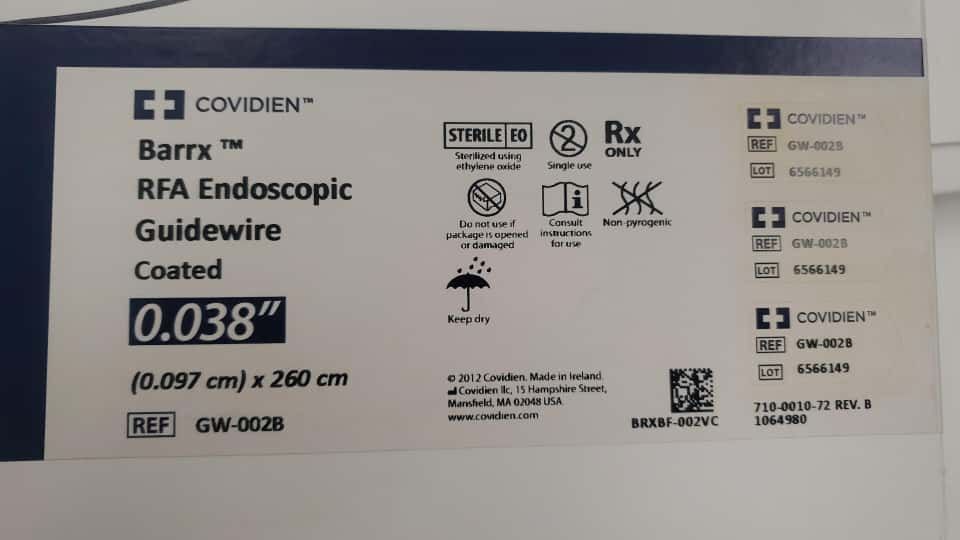 COVIDIEN™
Barrx ™
RFA Endoscopic
Guidewire
Coated
0.038"
(0.097 cm) x 260 cm
REF GW-002B
STERILE EO
Sterilized using
ethylene oxide
2
Single use
Rx
ONLY
Do not use if
package is opened
or damaged
i
Consult
instructions
for use
Non-pyrogenic
Keep dry
© 2012 Covidien. Made in Ireland.
Covidien llc, 15 Hampshire Street,
Mansfield, MA 02048 USA.
www.covidien.com
BRXBF-002VC
COVIDIEN™
REF GW-002B
LOT 6566149
COVIDIEN™
REF GW-002B
LOT 6566149
COVIDIEN™
REF GW-002B
LOT 6566149
710-0010-72 REV. B
1064980